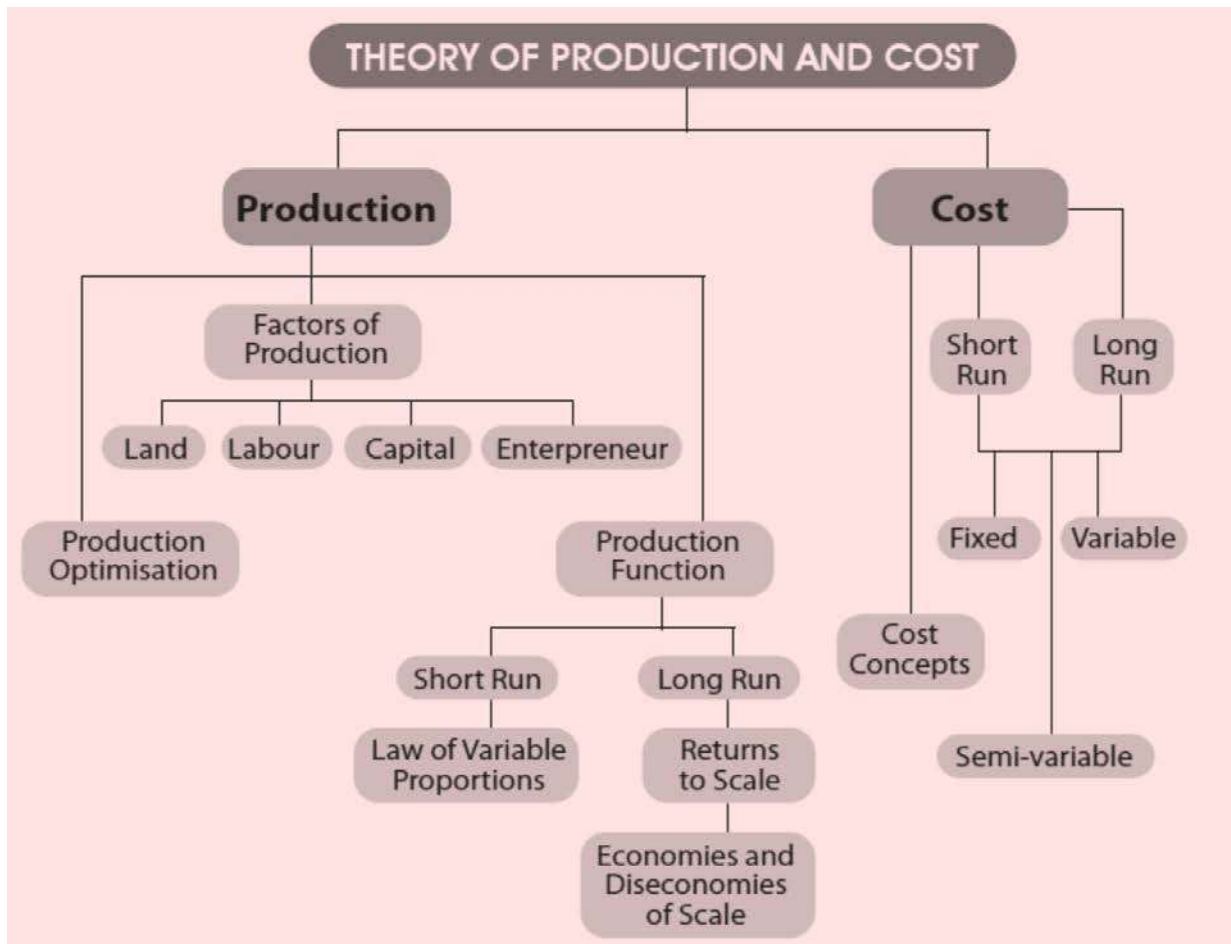 THEORY OF PRODUCTION AND COST
Production
Cost
Factors of
Production
Short
Run
Long
Run
Land
Labour
Capital
Enterpreneur
Production
Optimisation
Production
Function
Fixed
Variable
Cost
Concepts
Short Run
Long Run
Law of Variable
Proportions
Returns
to Scale
Semi-variable
Economies and
Diseconomies
of Scale